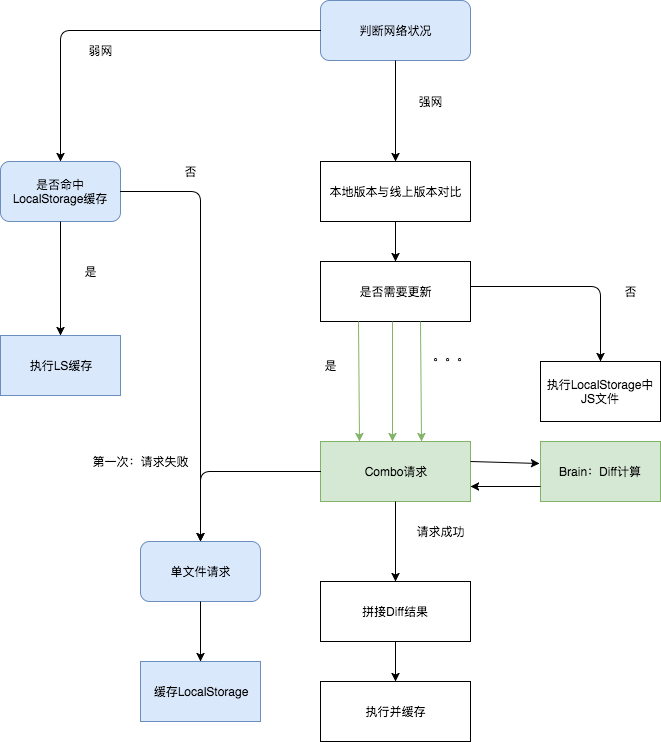 判断网络状况
弱网
强网
否
是否命中
LocalStorage缓存
本地版本与线上版本对比
是
是否需要更新
否
执行LS缓存
是
。。。
执行LocalStorage中
JS文件
第一次：请求失败
Combo请求
Brain：Diff计算
请求成功
单文件请求
拼接Diff结果
缓存LocalStorage
执行并缓存